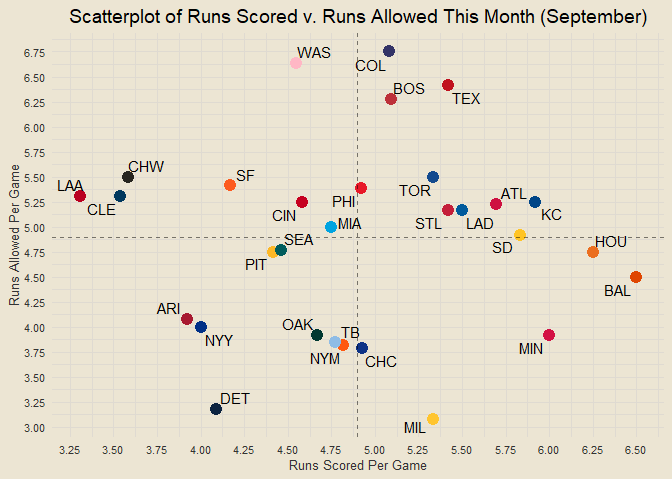 Scatterplot of Runs Scored v. Runs Allowed This Month (September)
Runs Allowed Per Game
6.75
6.50
6.25
6.00
5.75
5.50
5.25
5.00
4.75
4.50
4.25
4.00
3.75
3.50
3.25
3.00
WAS
COL
BOS
TEX
CHW
SF
LAA
CLE
CIN
PHI
TOR
ATL
STL
LAD
KC
MIA
SEA
PIT
SD
HOU
BAL
ARI
NYY
OAK
TB
NYM
CHC
MIN
DET
MIL
3.25 3.50 3.75 4.00 4.25 4.50 4.75 5.00 5.25 5.50 5.75 6.00 6.25 6.50
Runs Scored Per Game